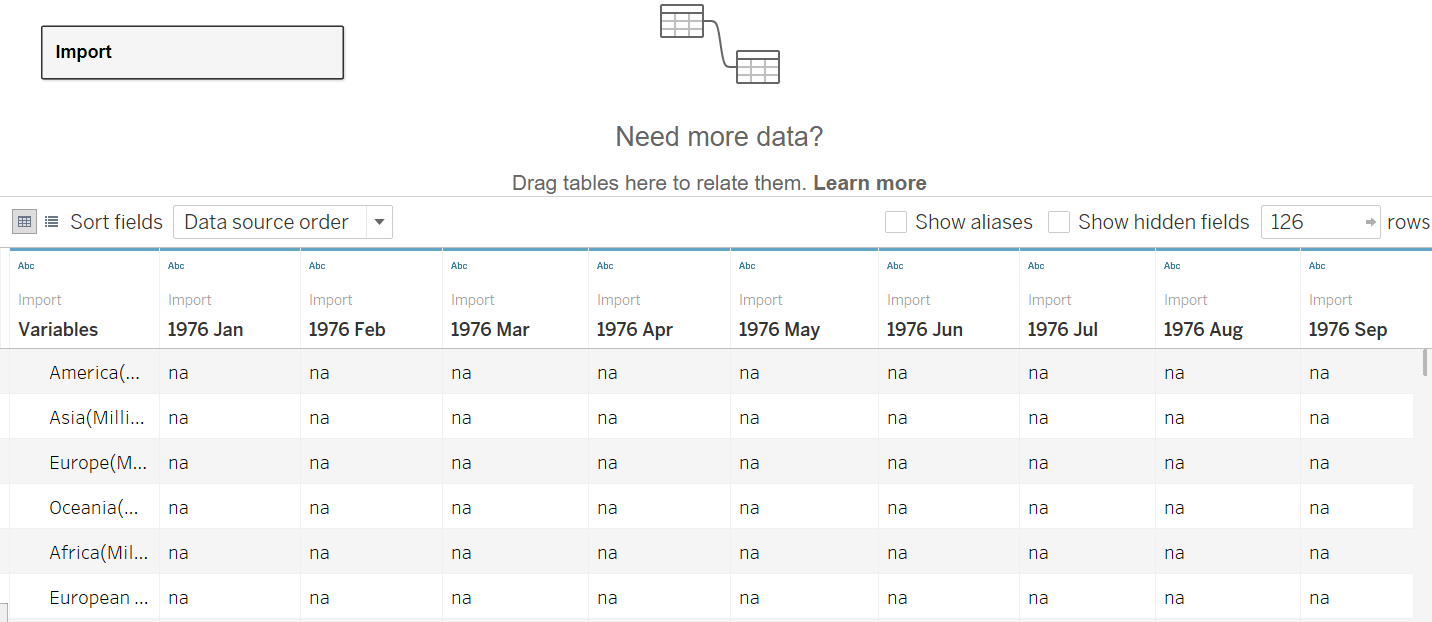 Import
Need more data?
Drag tables here to relate them. Learn more
Sort fields Data source order Show aliases Show hidden fields 126 rows
Abc Abc Abc Abc Abc Abc Abc Abc Abc Abc
Import Import Import Import Import Import Import Import Import Import
Variables 1976 Jan 1976 Feb 1976 Mar 1976 Apr 1976 May 1976 Jun 1976 Jul 1976 Aug 1976 Sep
America(... na na na na na na na na na
Asia(Milli... na na na na na na na na na
Europe(M... na na na na na na na na na
Oceania(... na na na na na na na na na
Africa(Mil... na na na na na na na na na
European ... na na na na na na na na na